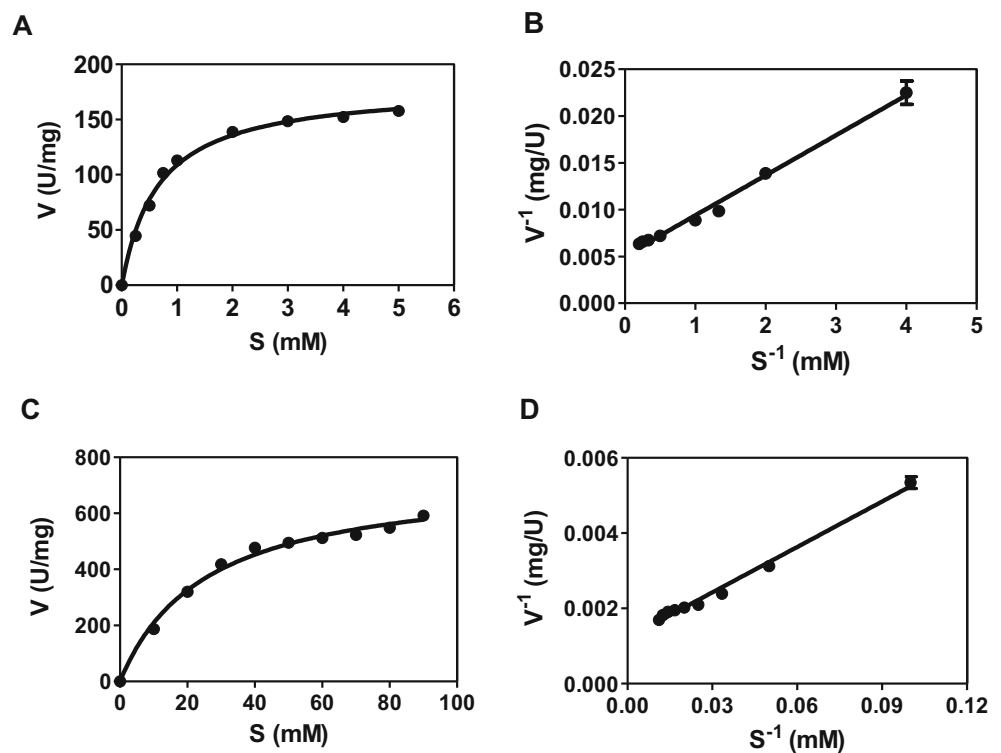 A
V (U/mg)
200
150
100
50
0
0 1 2 3 4 5 6
S (mM)
B
V⁻¹ (mg/U)
0.025
0.020
0.015
0.010
0.005
0.000
0 1 2 3 4 5
S⁻¹ (mM)
C
V (U/mg)
800
600
400
200
0
0 20 40 60 80 100
S (mM)
D
V⁻¹ (mg/U)
0.006
0.004
0.002
0.000
0.00 0.03 0.06 0.09 0.12
S⁻¹ (mM)